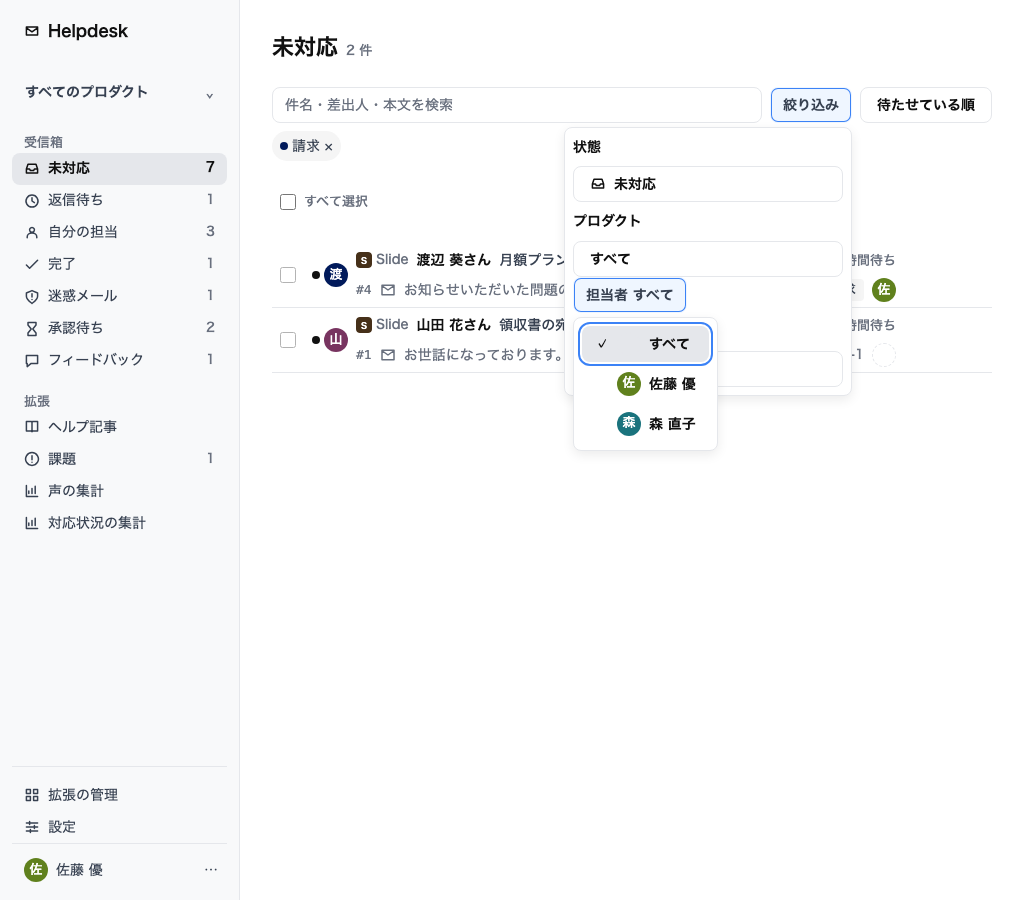 Helpdesk
すべてのプロダクト
受信箱
未対応 7
返信待ち 1
自分の担当 3
完了 1
迷惑メール 1
承認待ち 2
フィードバック 1
拡張
ヘルプ記事
課題 1
声の集計
対応状況の集計
拡張の管理
設定
佐 佐藤 優 ...
未対応 2 件
件名・差出人・本文を検索 絞り込み 待たせている順
請求 ×
すべて選択
渡 S Slide 渡辺 葵さん 月額プラン 時間待ち
#4 お知らせいただいた問題の 佐
山 S Slide 山田 花さん 領収書の宛 時間待ち
#1 お世話になっております。 -1
状態
未対応
プロダクト
すべて
担当者 すべて
✓ すべて
佐 佐藤 優
森 森 直子